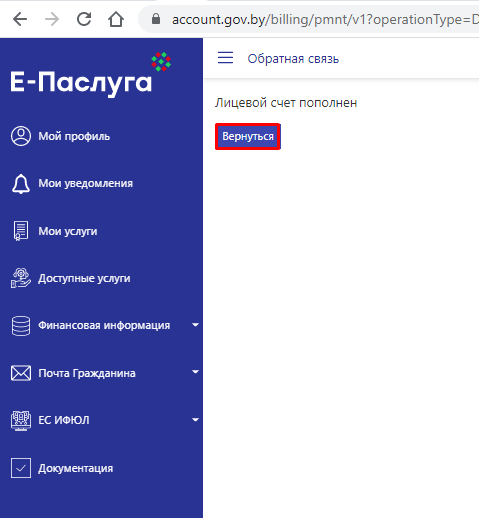 account.gov.by/billing/pmnt/v1?operationType=D
Е-Паслуга
Обратная связь
Лицевой счет пополнен
Вернуться
Мой профиль
Мои уведомления
Мои услуги
Доступные услуги
Финансовая информация
Почта Гражданина
ЕС ИФЮЛ
Документация